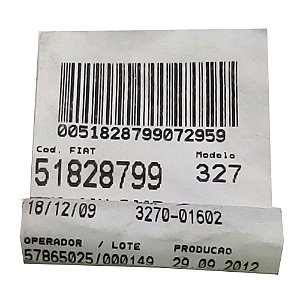 0051828799072959
Cod. FIAT Modelo
51828799 327
18/12/09 3270-01602
OPERADOR / LOTE PRODUCAO
57865025/000149 29.09.2012